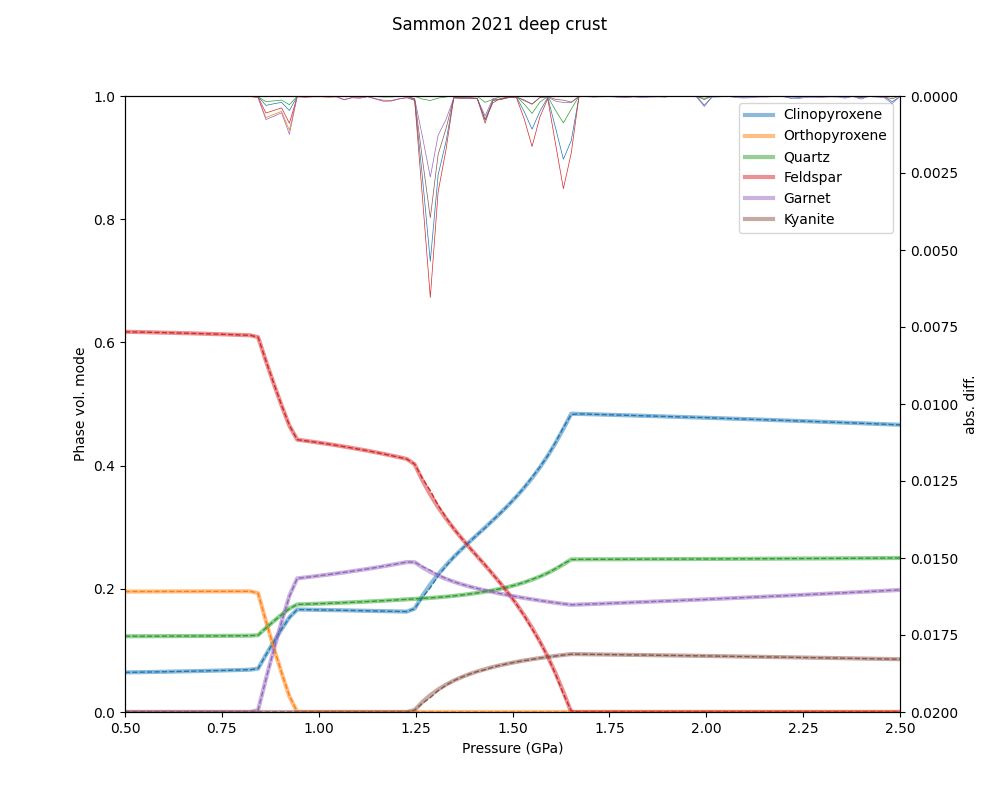 Sammon 2021 deep crust
1.0
0.8
0.6
0.4
0.2
0.0
Phase vol. mode
0.50
0.75
1.00
1.25
1.50
1.75
2.00
2.25
2.50
Pressure (GPa)
0.0000
0.0025
0.0050
0.0075
0.0100
0.0125
0.0150
0.0175
0.0200
abs. diff.
Clinopyroxene
Orthopyroxene
Quartz
Feldspar
Garnet
Kyanite